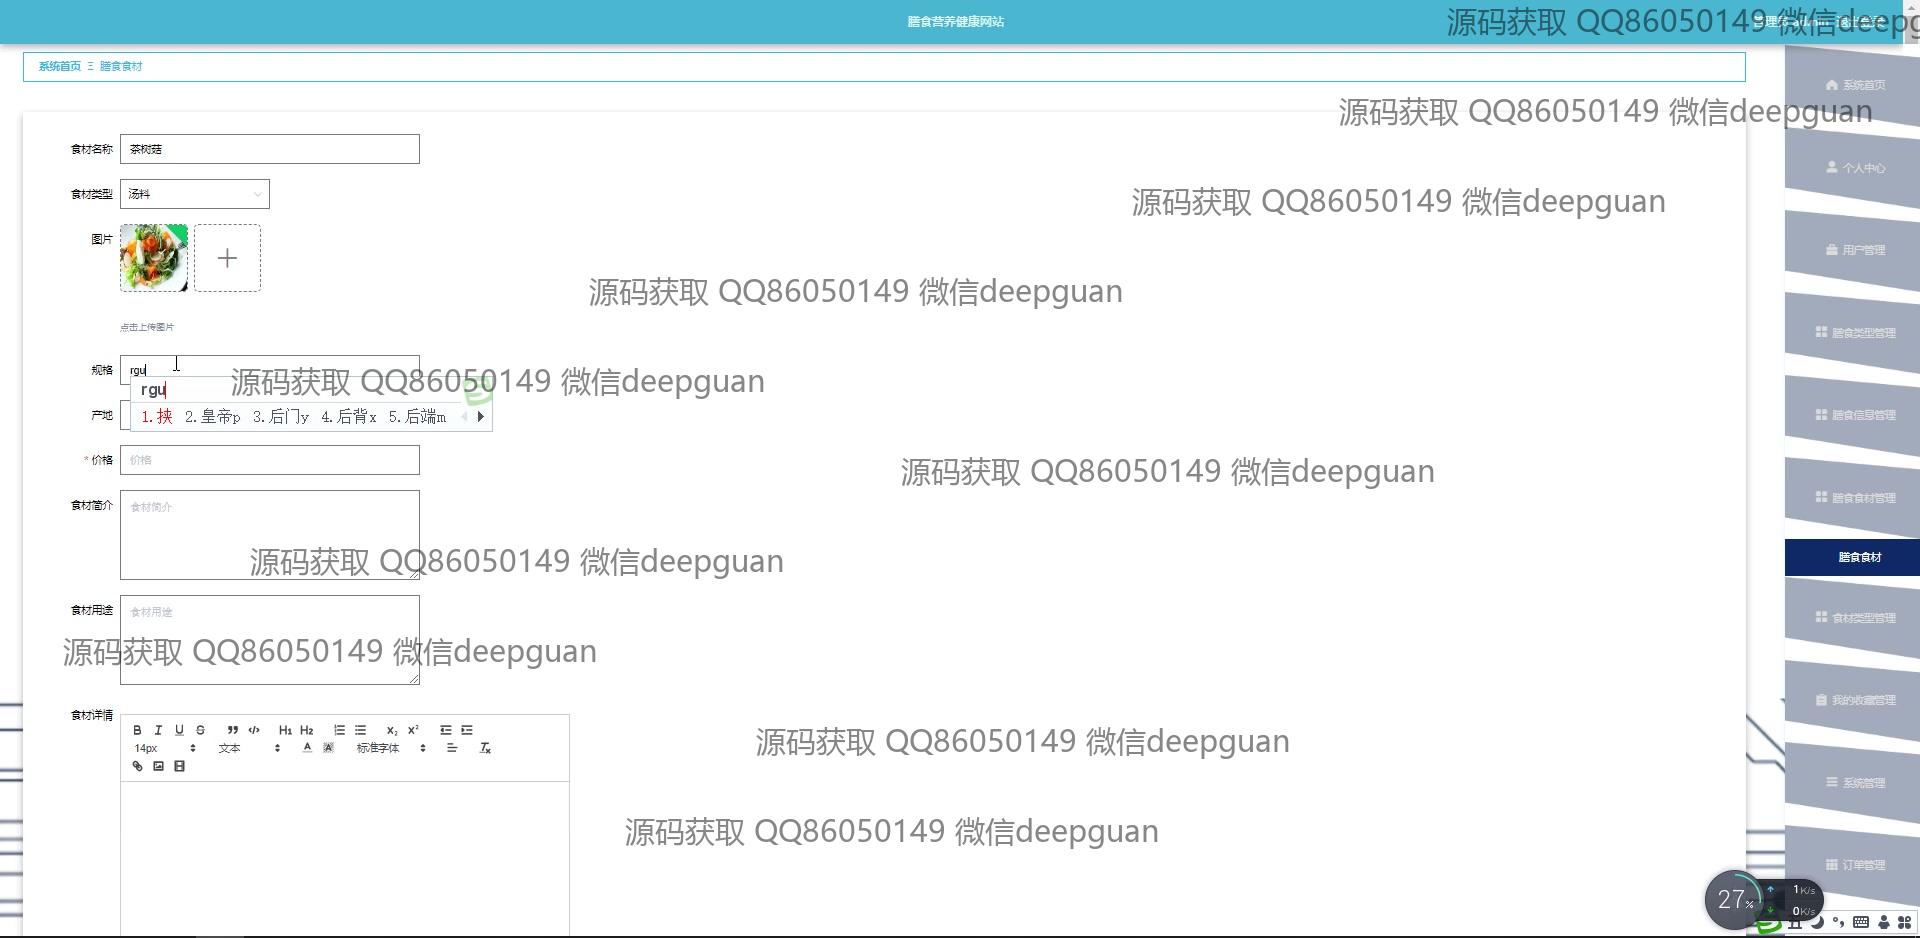 膳食营养健康网站
源码获取 QQ86050149 微信deepg
系统首页 Ξ 膳食食材
系统首页
源码获取 QQ86050149 微信deepguan
食材名称 茶树菇
个人中心
食材类型 汤料
源码获取 QQ86050149 微信deepguan
图片
用户管理
源码获取 QQ86050149 微信deepguan
点击上传图片
膳食类型管理
规格 rgu
源码获取 QQ86050149 微信deepguan
rgu
产地
1.挟 2.皇帝p 3.后门y 4.后背x 5.后端m
膳食信息管理
* 价格 价格
源码获取 QQ86050149 微信deepguan
膳食食材管理
食材简介 食材简介
源码获取 QQ86050149 微信deepguan
膳食食材
食材用途 食材用途
食材类型管理
源码获取 QQ86050149 微信deepguan
我的收藏管理
食材详情
B I U S H1 H2 x2 x2
14px 文本 A A 标准字体
源码获取 QQ86050149 微信deepguan
系统管理
源码获取 QQ86050149 微信deepguan
订单管理
27%
1K/s
0K/s